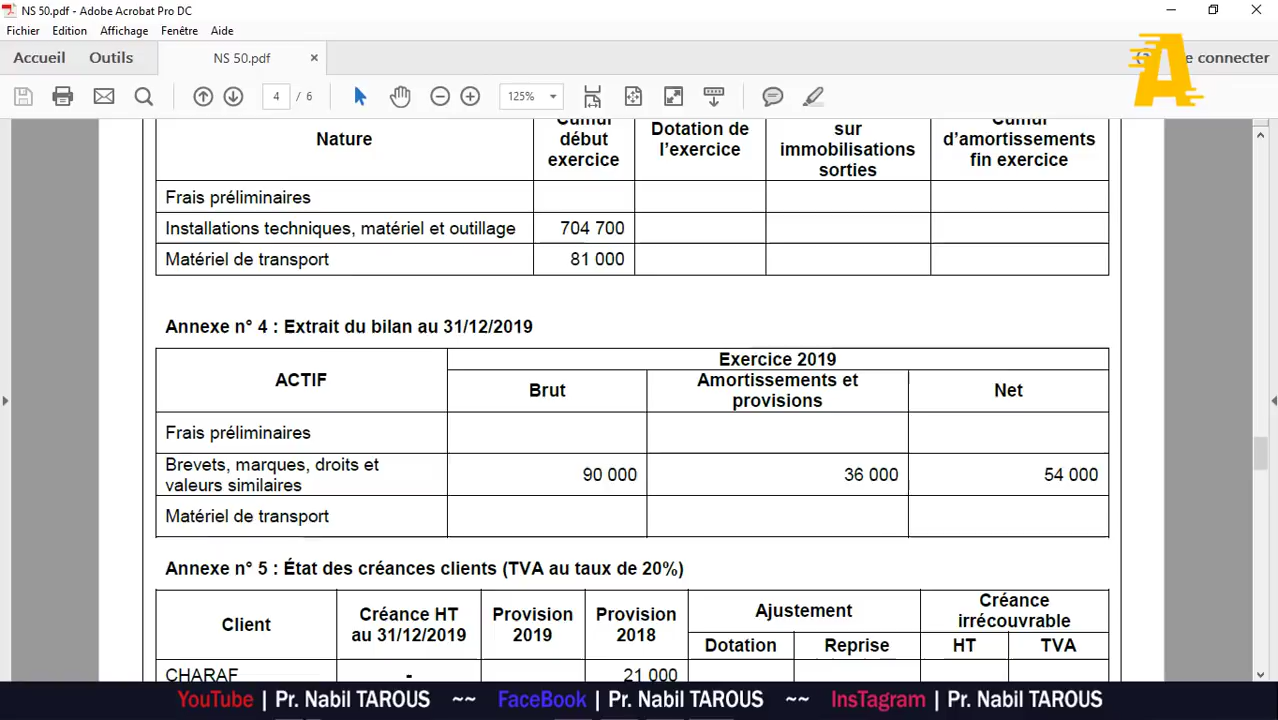 NS 50.pdf - Adobe Acrobat Pro DC
Fichier Edition Affichage Fenêtre Aide
Accueil Outils NS 50.pdf × e connecter
4 / 6 125%
Nature
Cumul début exercice
Dotation de l'exercice
sur immobilisations sorties
Cumul d'amortissements fin exercice
Frais préliminaires
Installations techniques, matériel et outillage 704 700
Matériel de transport 81 000
Annexe n° 4 : Extrait du bilan au 31/12/2019
ACTIF
Exercice 2019
Brut
Amortissements et provisions
Net
Frais préliminaires
Brevets, marques, droits et
valeurs similaires
90 000 36 000 54 000
Matériel de transport
Annexe n° 5 : État des créances clients (TVA au taux de 20%)
Client
Créance HT
au 31/12/2019
Provision
2019
Provision
2018
Ajustement
Dotation Reprise
Créance
irrécouvrable
HT TVA
CHARAF - 21 000
YouTube | Pr. Nabil TAROUS ~~ FaceBook | Pr. Nabil TAROUS ~~ InsTagram | Pr. Nabil TAROUS